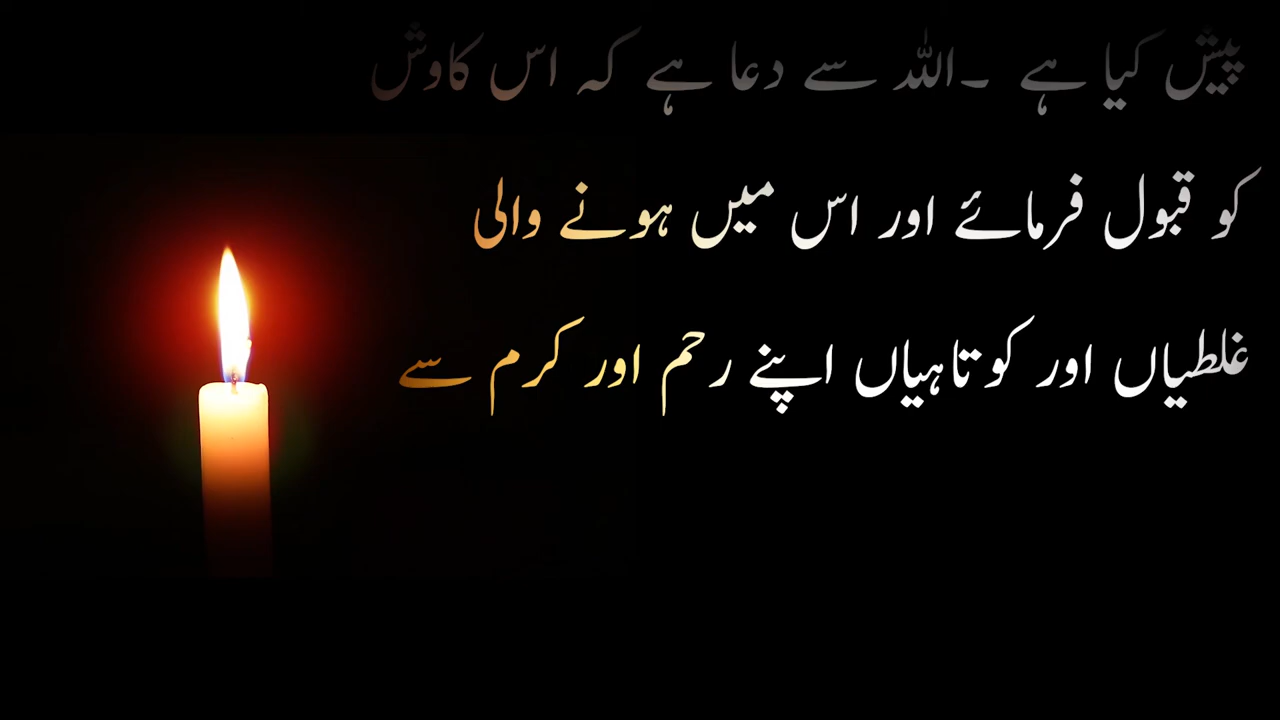 پیش کیا ہے ۔اللہ سے دعا ہے کہ اس کاوش
کو قبول فرمائے اور اس میں ہونے والی
غلطیاں اور کوتاہیاں اپنے رحم اور کرم سے